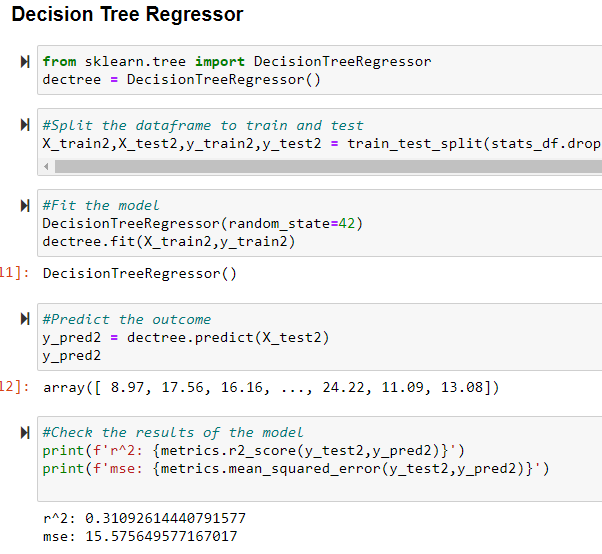 Decision Tree Regressor
from sklearn.tree import DecisionTreeRegressor
dectree = DecisionTreeRegressor()
#Split the dataframe to train and test
X_train2,X_test2,y_train2,y_test2 = train_test_split(stats_df.drop
#Fit the model
DecisionTreeRegressor(random_state=42)
dectree.fit(X_train2,y_train2)
11]: DecisionTreeRegressor()
#Predict the outcome
y_pred2 = dectree.predict(X_test2)
y_pred2
12]: array([ 8.97, 17.56, 16.16, ..., 24.22, 11.09, 13.08])
#Check the results of the model
print(f'r^2: {metrics.r2_score(y_test2,y_pred2)}')
print(f'mse: {metrics.mean_squared_error(y_test2,y_pred2)}')
r^2: 0.31092614440791577
mse: 15.575649577167017